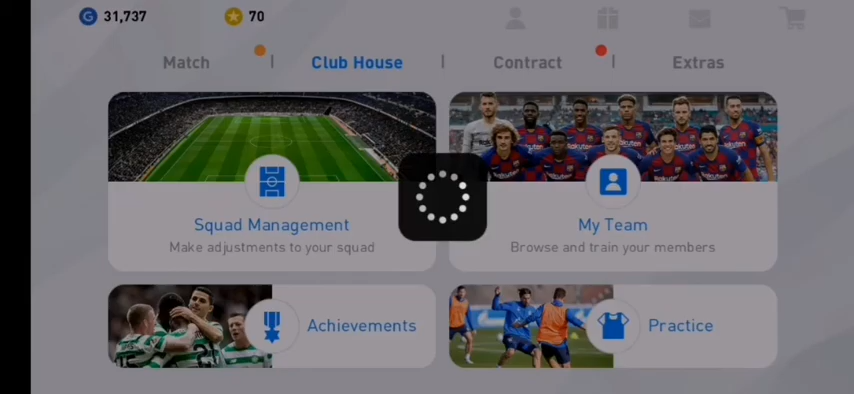 G 31,737
70
Match
Club House
Contract
Extras
Squad Management
Make adjustments to your squad
My Team
Browse and train your members
Rakuten
Achievements
Practice